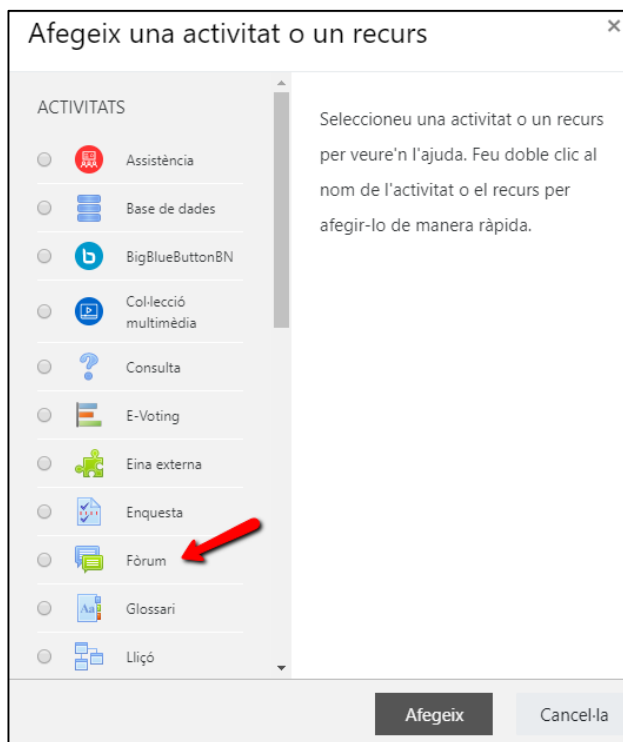 Afegeix una activitat o un recurs
×
ACTIVITATS
Assistència
Base de dades
BigBlueButtonBN
Col·lecció
multimèdia
Consulta
E-Voting
Eina externa
Enquesta
Fòrum
Glossari
Lliçó
Seleccioneu una activitat o un recurs
per veure'n l'ajuda. Feu doble clic al
nom de l'activitat o el recurs per
afegir-lo de manera ràpida.
Afegeix
Cancel·la